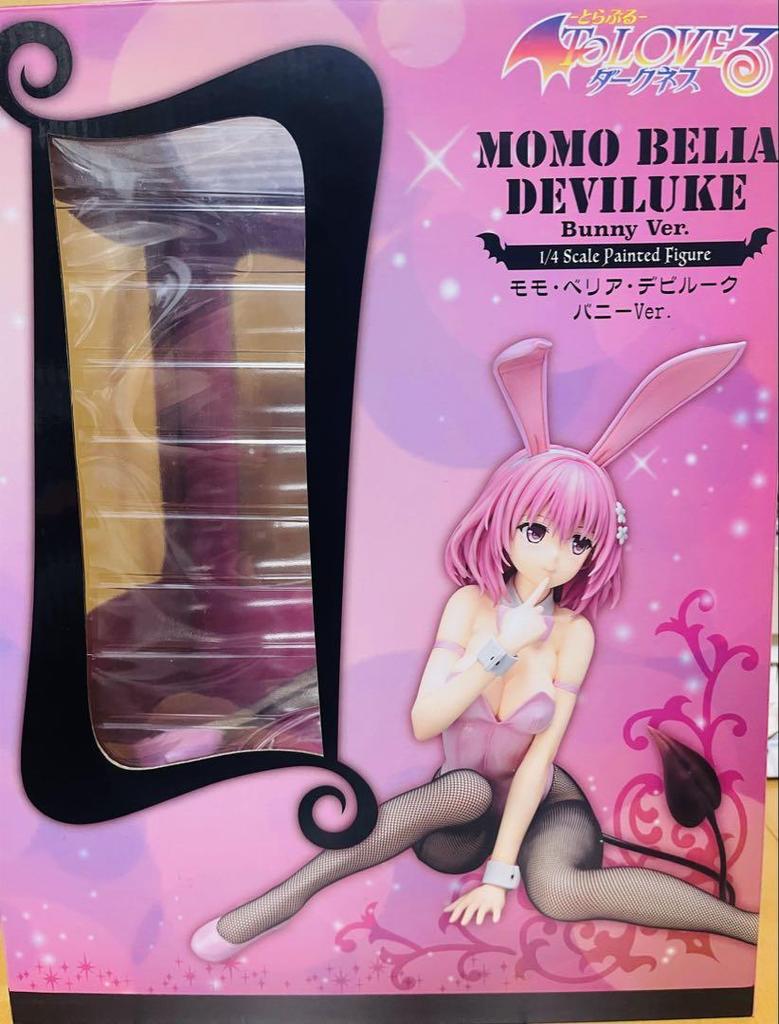 -とらぶる-
To LOVEる
ダークネス
MOMO BELIA
DEVILUKE
Bunny Ver.
1/4 Scale Painted Figure
モモ・ベリア・デビルーク
バニーVer.